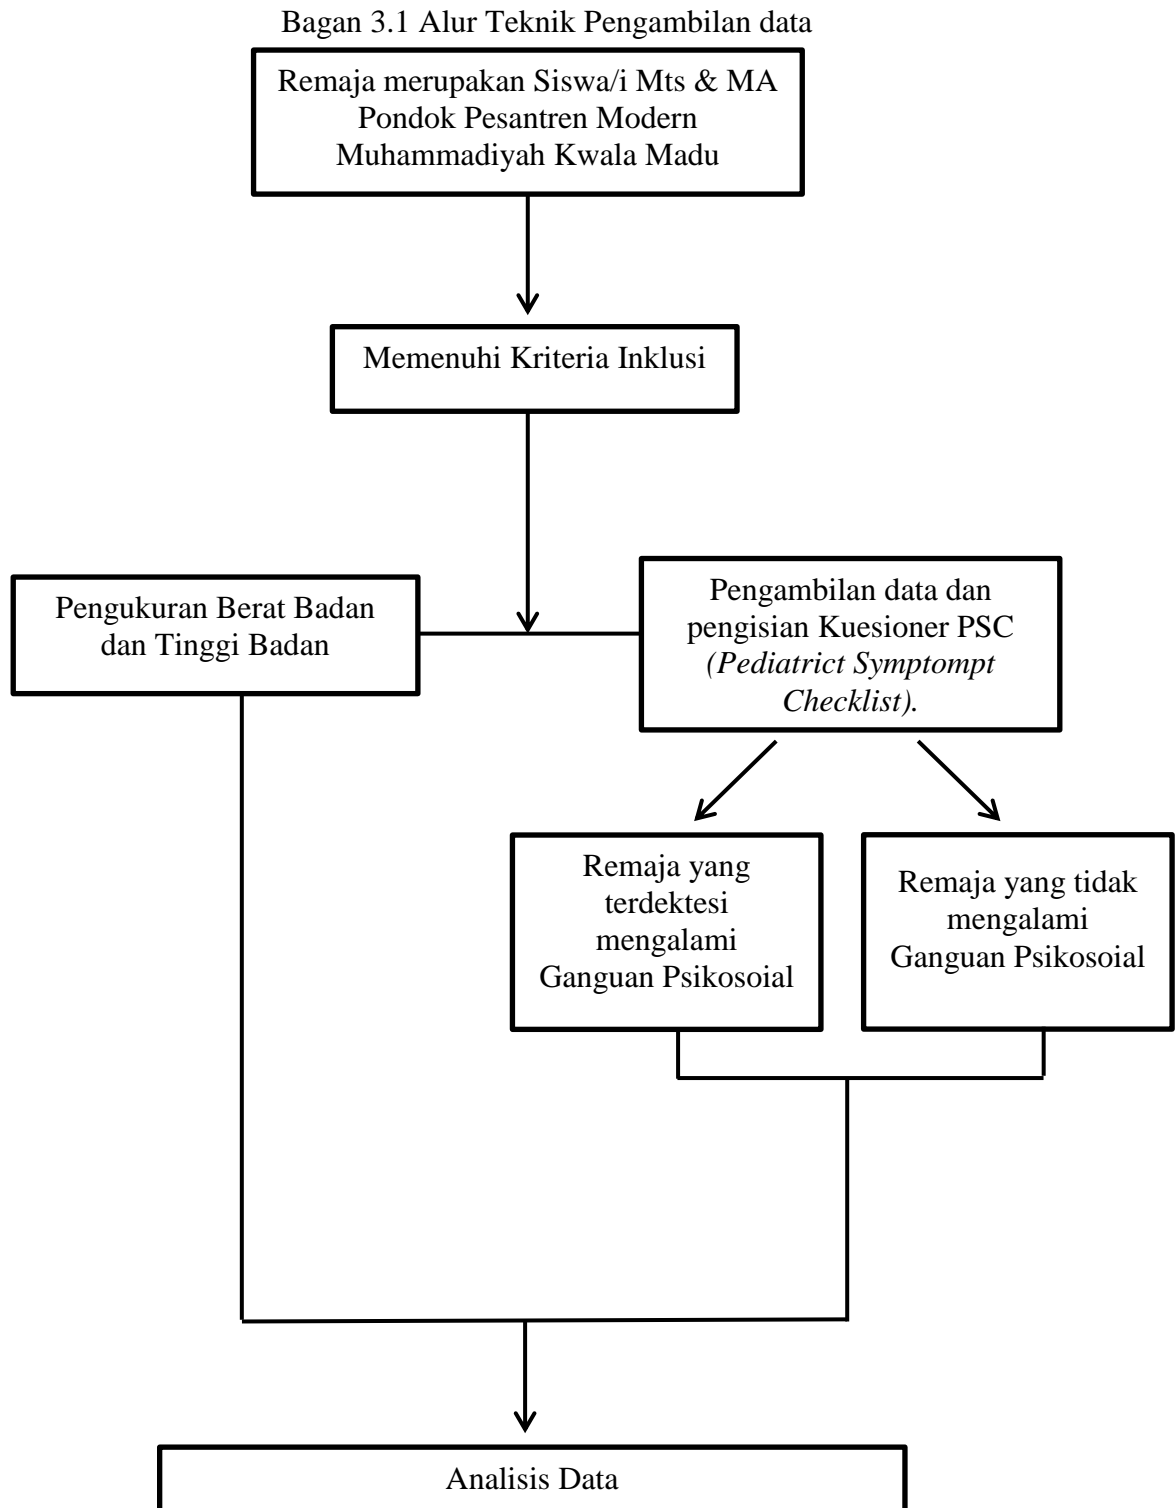 Bagan 3.1 Alur Teknik Pengambilan data
Remaja merupakan Siswa/i Mts & MA
Pondok Pesantren Modern
Muhammadiyah Kwala Madu
Memenuhi Kriteria Inklusi
Pengukuran Berat Badan
dan Tinggi Badan
Pengambilan data dan
pengisian Kuesioner PSC
(Pediatrict Symptompt
Checklist).
Remaja yang
terdektesi
mengalami
Ganguan Psikosoial
Remaja yang tidak
mengalami
Ganguan Psikosoial
Analisis Data